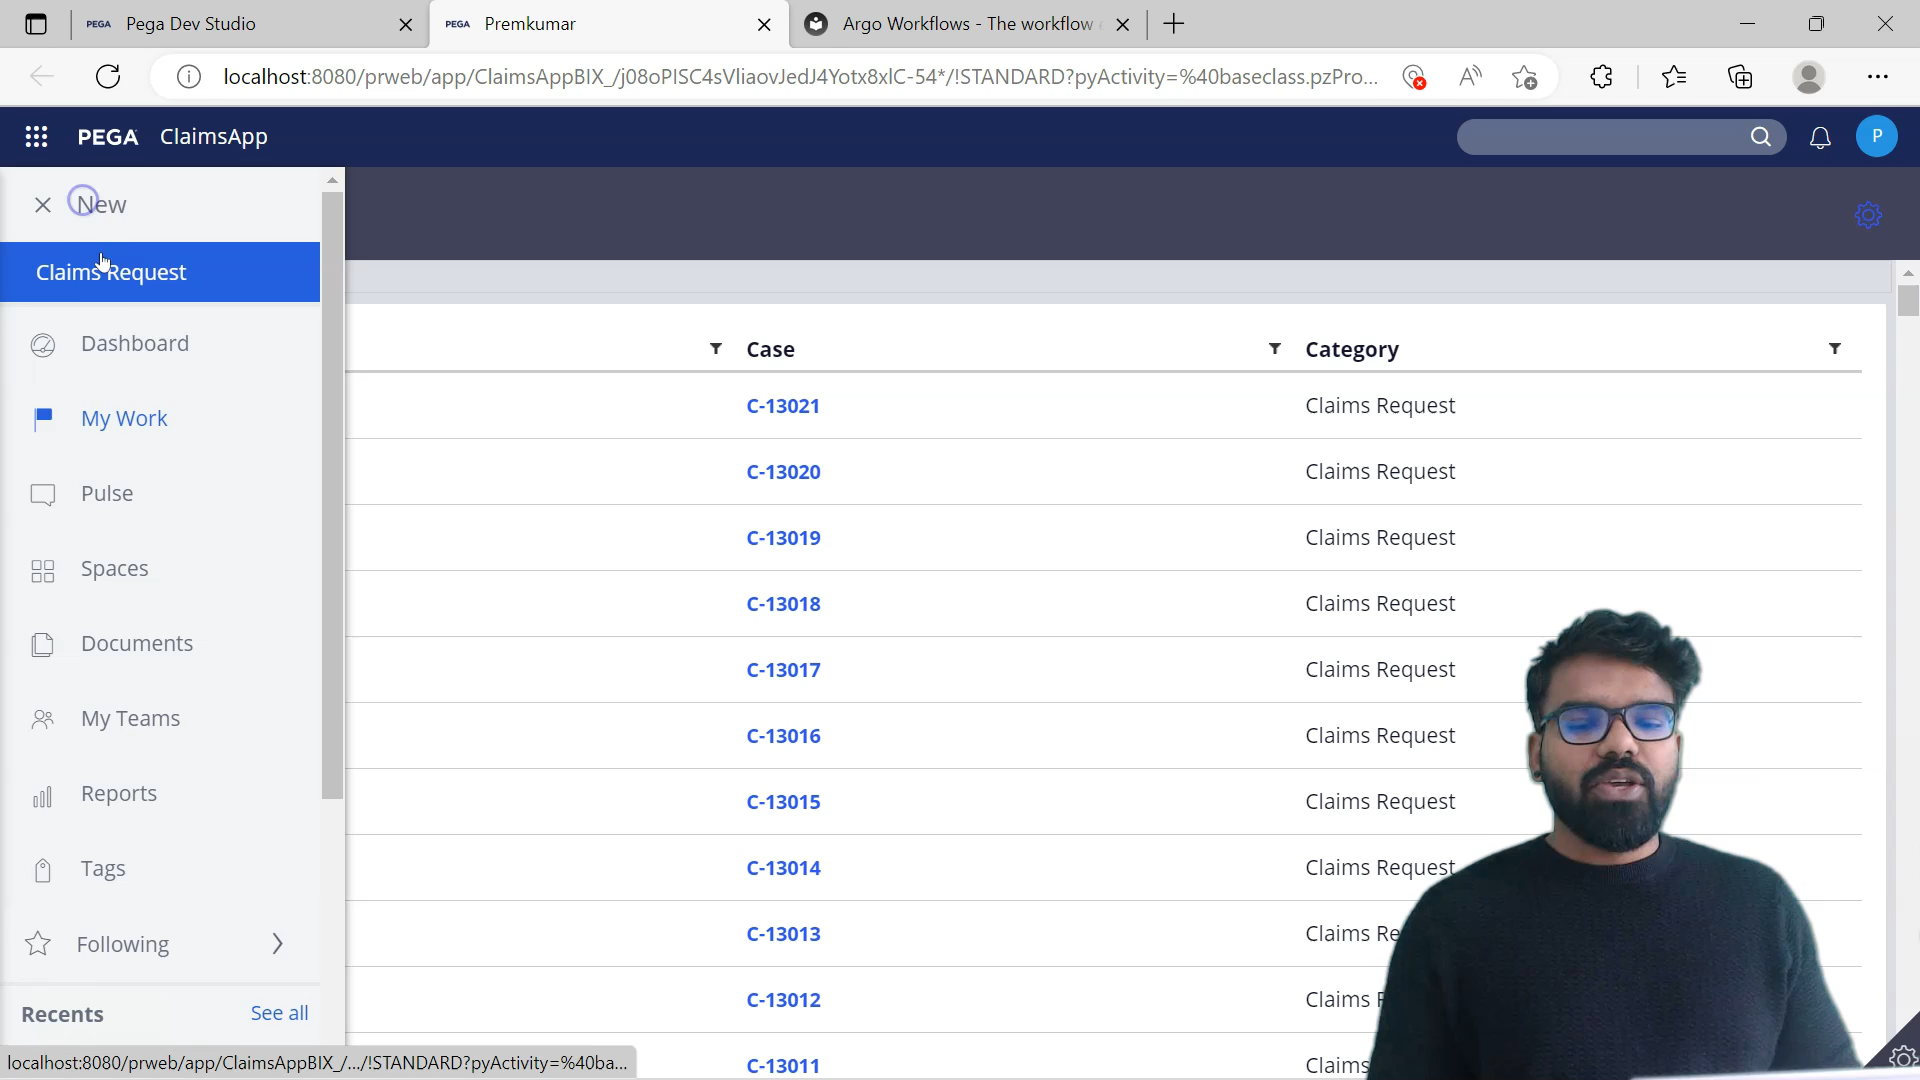 PEGA Pega Dev Studio
PEGA Premkumar
Argo Workflows - The workflow
localhost:8080/prweb/app/ClaimsAppBIX_/j08oPISC4sVliaovJedJ4Yotx8xlC-54*/!STANDARD?pyActivity=%40baseclass.pzPro...
PEGA ClaimsApp
P
New
Claims Request
Dashboard
My Work
Pulse
Spaces
Documents
My Teams
Reports
Tags
Following
Recents See all
localhost:8080/prweb/app/ClaimsAppBIX_/.../!STANDARD?pyActivity=%40ba...
Case Category
C-13021 Claims Request
C-13020 Claims Request
C-13019 Claims Request
C-13018 Claims Request
C-13017 Claims Request
C-13016 Claims Request
C-13015 Claims Request
C-13014 Claims Request
C-13013 Claims Re
C-13012 Claims
C-13011 Claims